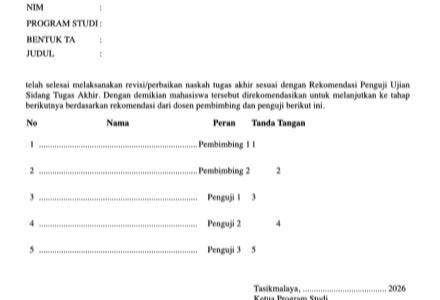 NIM :
PROGRAM STUDI :
BENTUK TA :
JUDUL :
telah selesai melaksanakan revisi/perbaikan naskah tugas akhir sesuai dengan Rekomendasi Penguji Ujian
Sidang Tugas Akhir. Dengan demikian mahasiswa tersebut direkomendasikan untuk melanjutkan ke tahap
berikutnya berdasarkan rekomendasi dari dosen pembimbing dan penguji berikut ini.
No Nama Peran Tanda Tangan
1 ........................................ Pembimbing 1 1
2 ........................................ Pembimbing 2 2
3 ........................................ Penguji 1 3
4 ........................................ Penguji 2 4
5 ........................................ Penguji 3 5
Tasikmalaya, ........................................ 2026
Ketua Program Studi